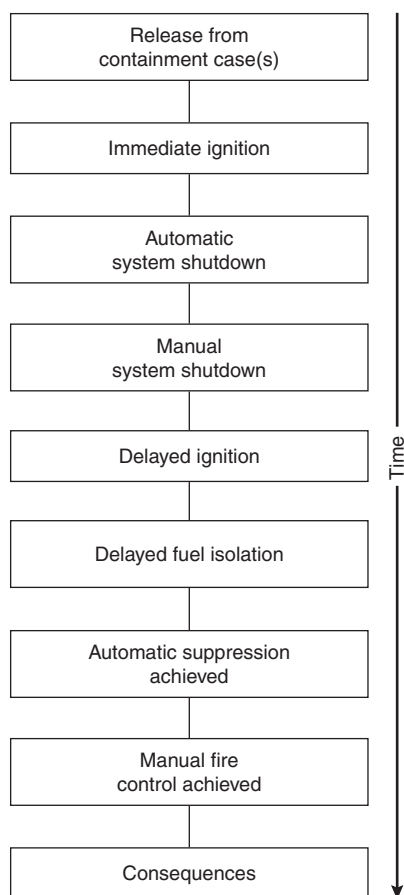 Release from
containment case(s)
Immediate ignition
Automatic
system shutdown
Manual
system shutdown
Delayed ignition
Delayed fuel isolation
Automatic suppression
achieved
Manual fire
control achieved
Consequences
Time